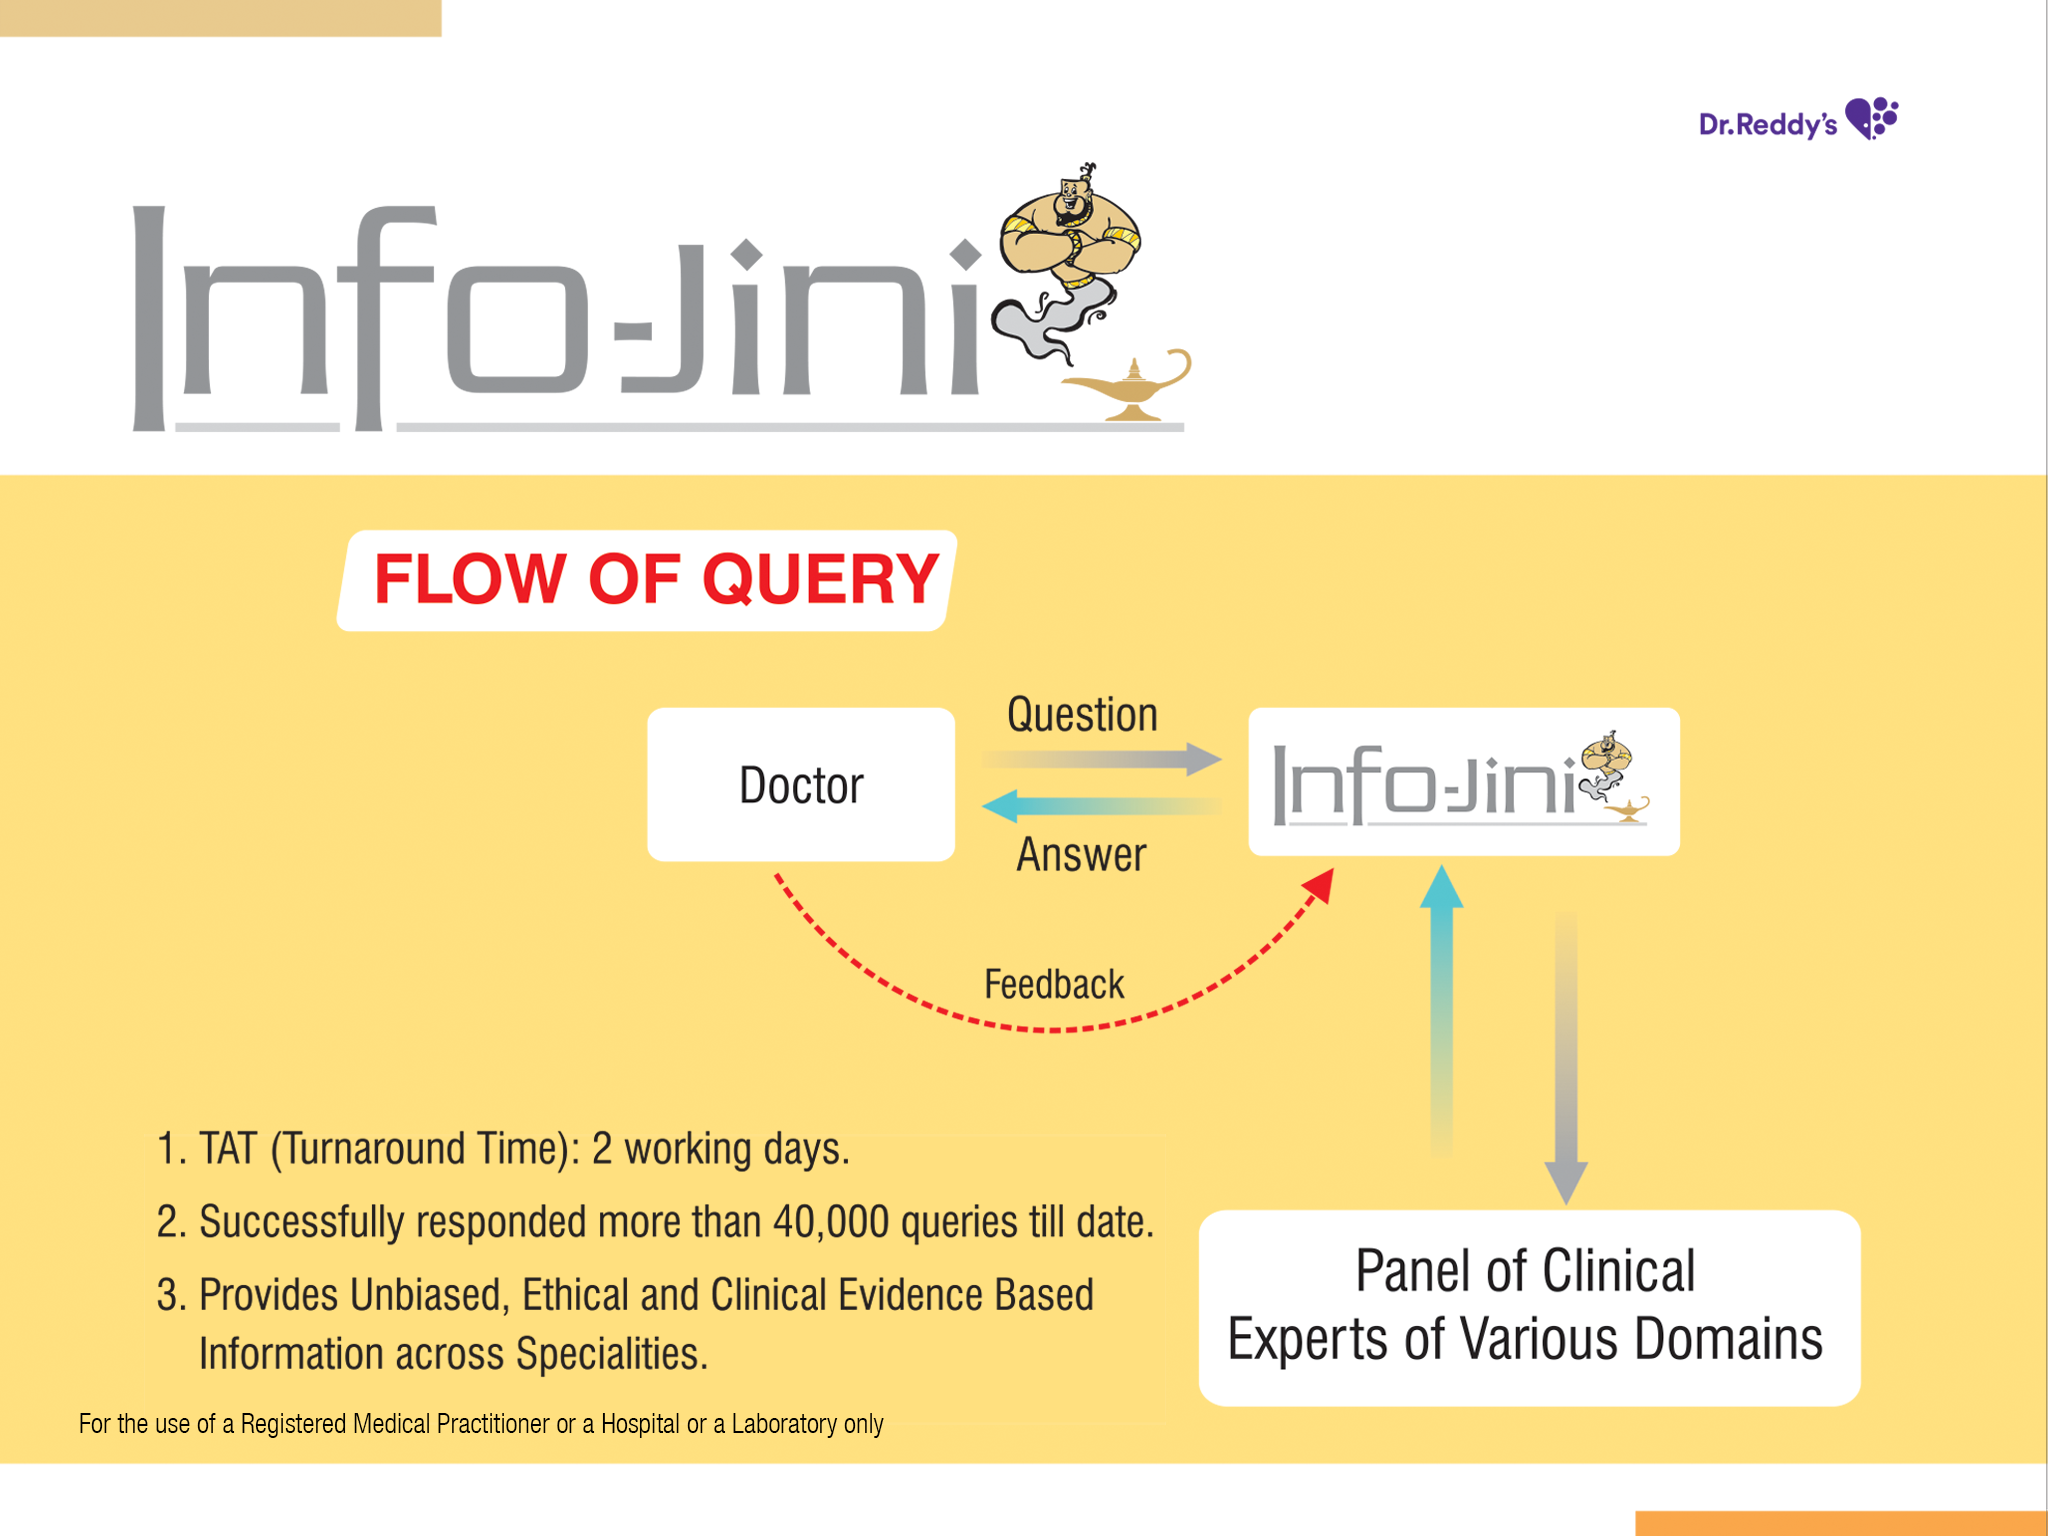 Dr.Reddy's
Info-Jini
FLOW OF QUERY
Question
Doctor
Info-Jini
Answer
Feedback
1. TAT (Turnaround Time): 2 working days.
2. Successfully responded more than 40,000 queries till date.
3. Provides Unbiased, Ethical and Clinical Evidence Based
Information across Specialities.
Panel of Clinical
Experts of Various Domains
For the use of a Registered Medical Practitioner or a Hospital or a Laboratory only